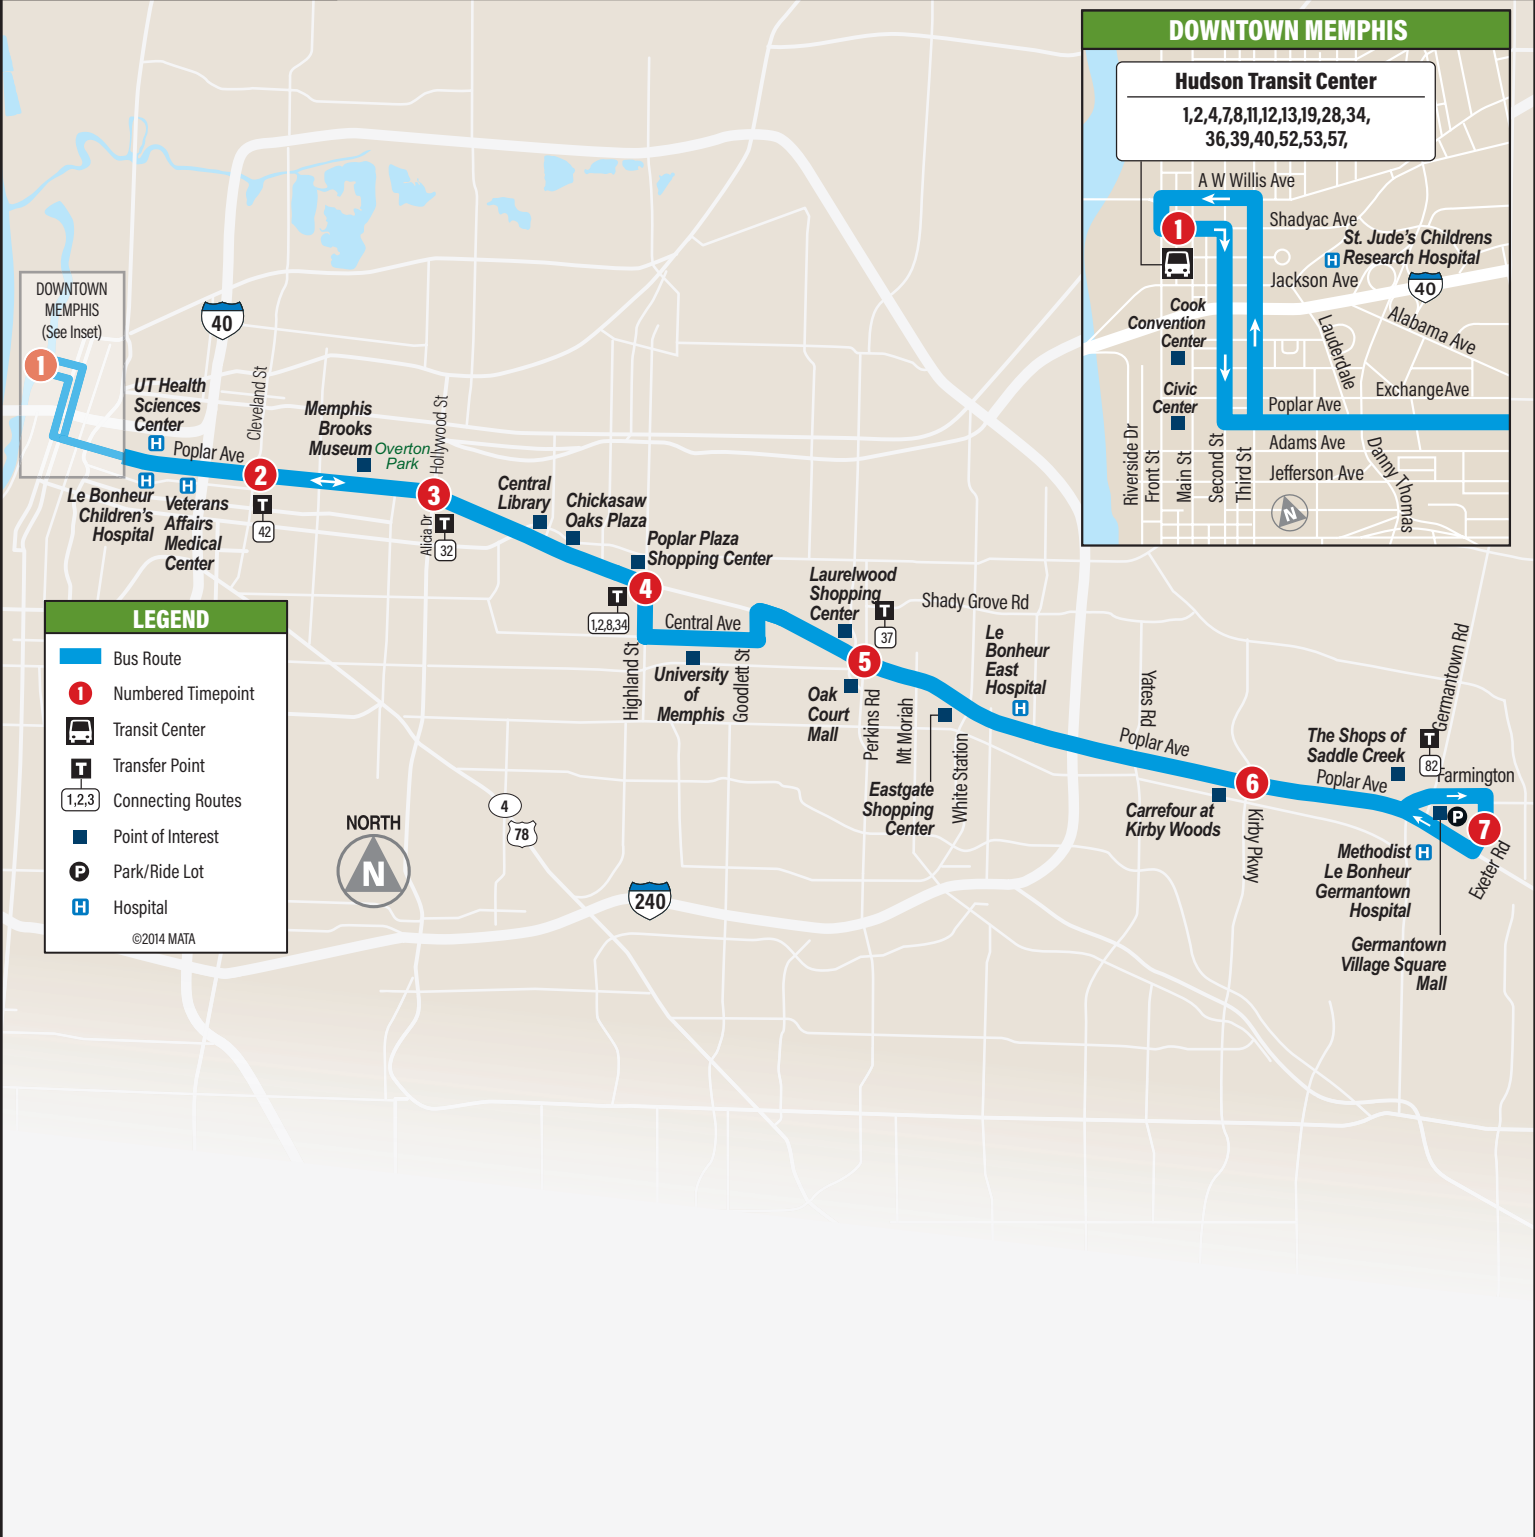 DOWNTOWN MEMPHIS
Hudson Transit Center
1,2,4,7,8,11,12,13,19,28,34,
36,39,40,52,53,57,
A W Willis Ave
1
Shadyac Ave
St. Jude's Childrens
Research Hospital
H
Jackson Ave
40
Cook
Convention
Center
Alabama Ave
Lauderdale
Civic
Center
ExchangeAve
Poplar Ave
Adams Ave
Jefferson Ave
Danny Thomas
Riverside Dr
Front St
Main St
Second St
Third St
N
DOWNTOWN
MEMPHIS
(See Inset)
1
40
UT Health
Sciences
Center
H
Poplar Ave
Cleveland St
2
T
42
H
Le Bonheur
Children's
Hospital
H
Veterans
Affairs
Medical
Center
Memphis
Brooks
Museum
Overton
Park
Hollywood St
3
Alicia Dr
T
32
Central
Library
Chickasaw
Oaks Plaza
Poplar Plaza
Shopping Center
4
T
1,2,8,34
Central Ave
Highland St
University
of
Memphis
Goodlett St
Laurelwood
Shopping
Center
T
37
Shady Grove Rd
5
Oak
Court
Mall
Perkins Rd
Mt Moriah
Le
Bonheur
East
Hospital
H
White Station
Eastgate
Shopping
Center
Yates Rd
Poplar Ave
6
Carrefour at
Kirby Woods
Kirby Pkwy
Germantown Rd
The Shops of
Saddle Creek
T
82
Poplar Ave
Farmington
P
7
Exeter Rd
Methodist
Le Bonheur
Germantown
Hospital
H
Germantown
Village Square
Mall
LEGEND
Bus Route
1 Numbered Timepoint
Transit Center
T Transfer Point
1,2,3 Connecting Routes
Point of Interest
P Park/Ride Lot
H Hospital
©2014 MATA
NORTH
N
4
78
240